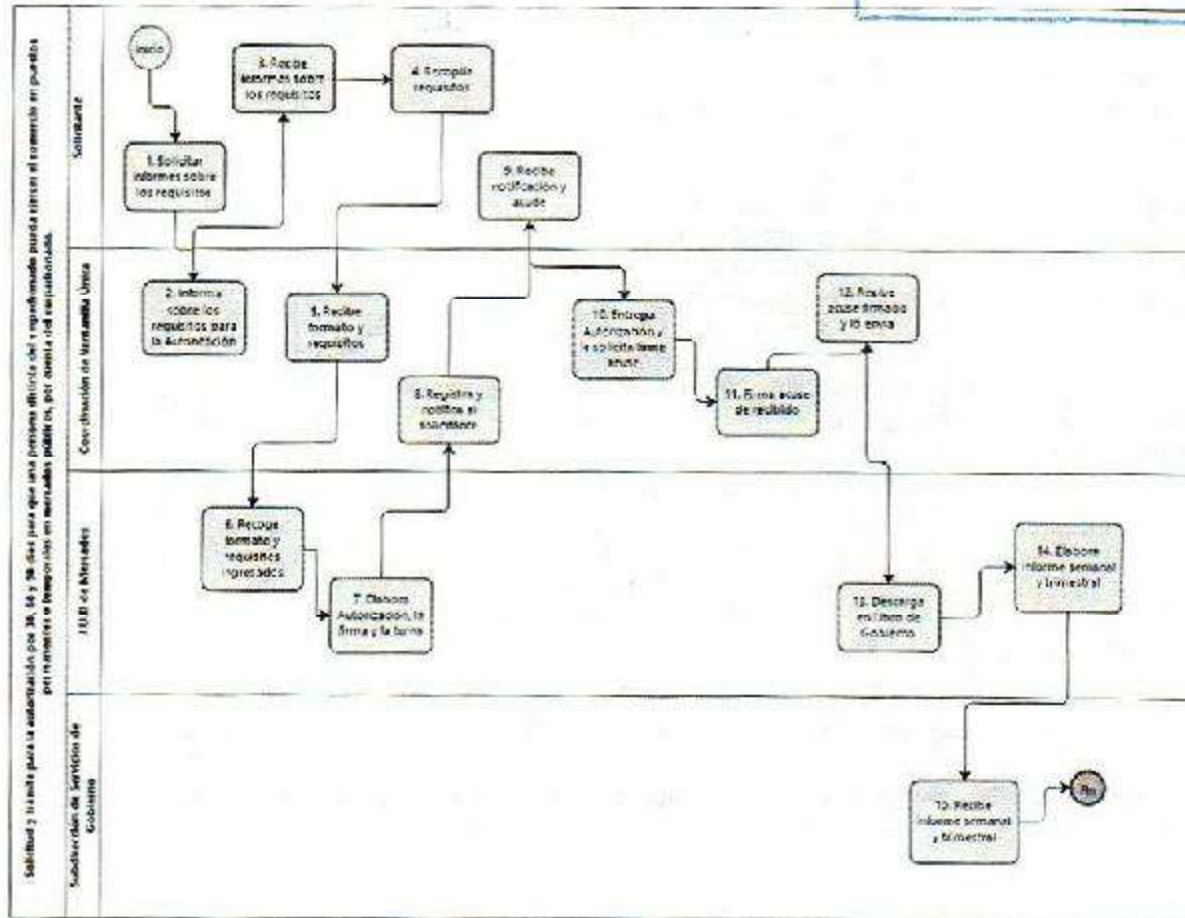 Solicitud y trámite para la autorización por 30, 60 y 90 días para que una persona distinta del empadronado pueda ejercer el comercio en puestos
permanentes o temporales en mercados públicos, por cuenta del empadronado.
Solicitante
Inicio
1. Solicitar
informes sobre
los requisitos
3. Recibe
informes sobre
los requisitos
4. Recopila
requisitos
9. Recibe
notificación y
acude
Coordinación de Ventanilla Única
2. Informa
sobre los
requisitos para
la Autorización
5. Recibe
formato y
requisitos
8. Registra y
notifica al
solicitante
10. Entrega
Autorización y
le solicita firme
acuse
11. Firma acuse
de recibido
12. Recibe
acuse firmado
y lo envía
J.U.D de Mercados
6. Recoge
formato y
requisitos
ingresados
7. Elabora
Autorización, la
firma y la turna
13. Descarga
en Libro de
Gobierno
14. Elabora
informe semanal
y trimestral
Subdirección de Servicios de
Gobierno
15. Recibe
informe semanal
y trimestral
Fin